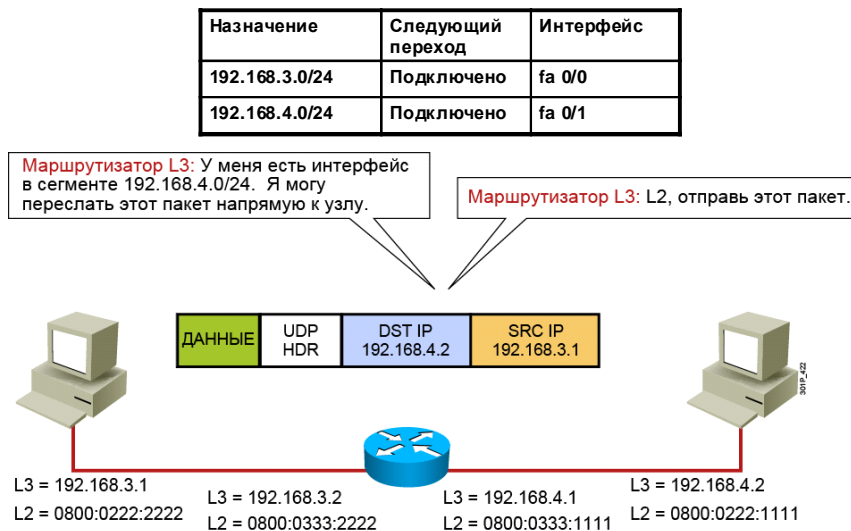 Назначение Следующий переход Интерфейс
192.168.3.0/24 Подключено fa 0/0
192.168.4.0/24 Подключено fa 0/1
Маршрутизатор L3: У меня есть интерфейс
в сегменте 192.168.4.0/24. Я могу
переслать этот пакет напрямую к узлу.
Маршрутизатор L3: L2, отправь этот пакет.
ДАННЫЕ
UDP
HDR
DST IP
192.168.4.2
SRC IP
192.168.3.1
301P_422
L3 = 192.168.3.1
L2 = 0800:0222:2222
L3 = 192.168.3.2
L2 = 0800:0333:2222
L3 = 192.168.4.1
L2 = 0800:0333:1111
L3 = 192.168.4.2
L2 = 0800:0222:1111